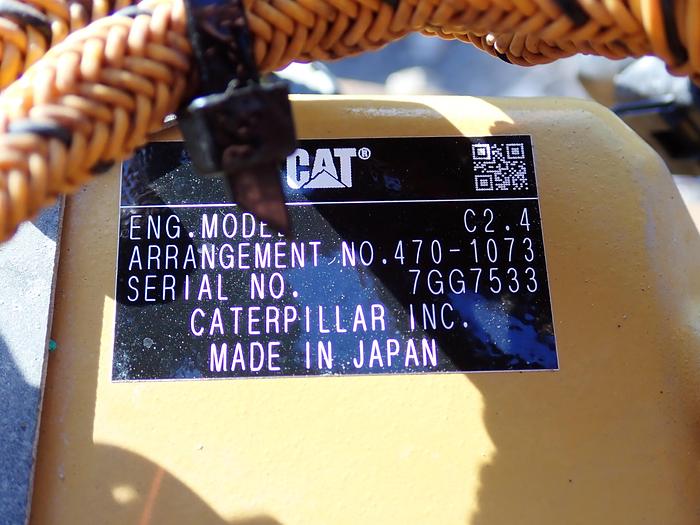 CAT®
ENG.MODEL C2.4
ARRANGEMENT NO.470-1073
SERIAL NO. 7GG7533
CATERPILLAR INC.
MADE IN JAPAN